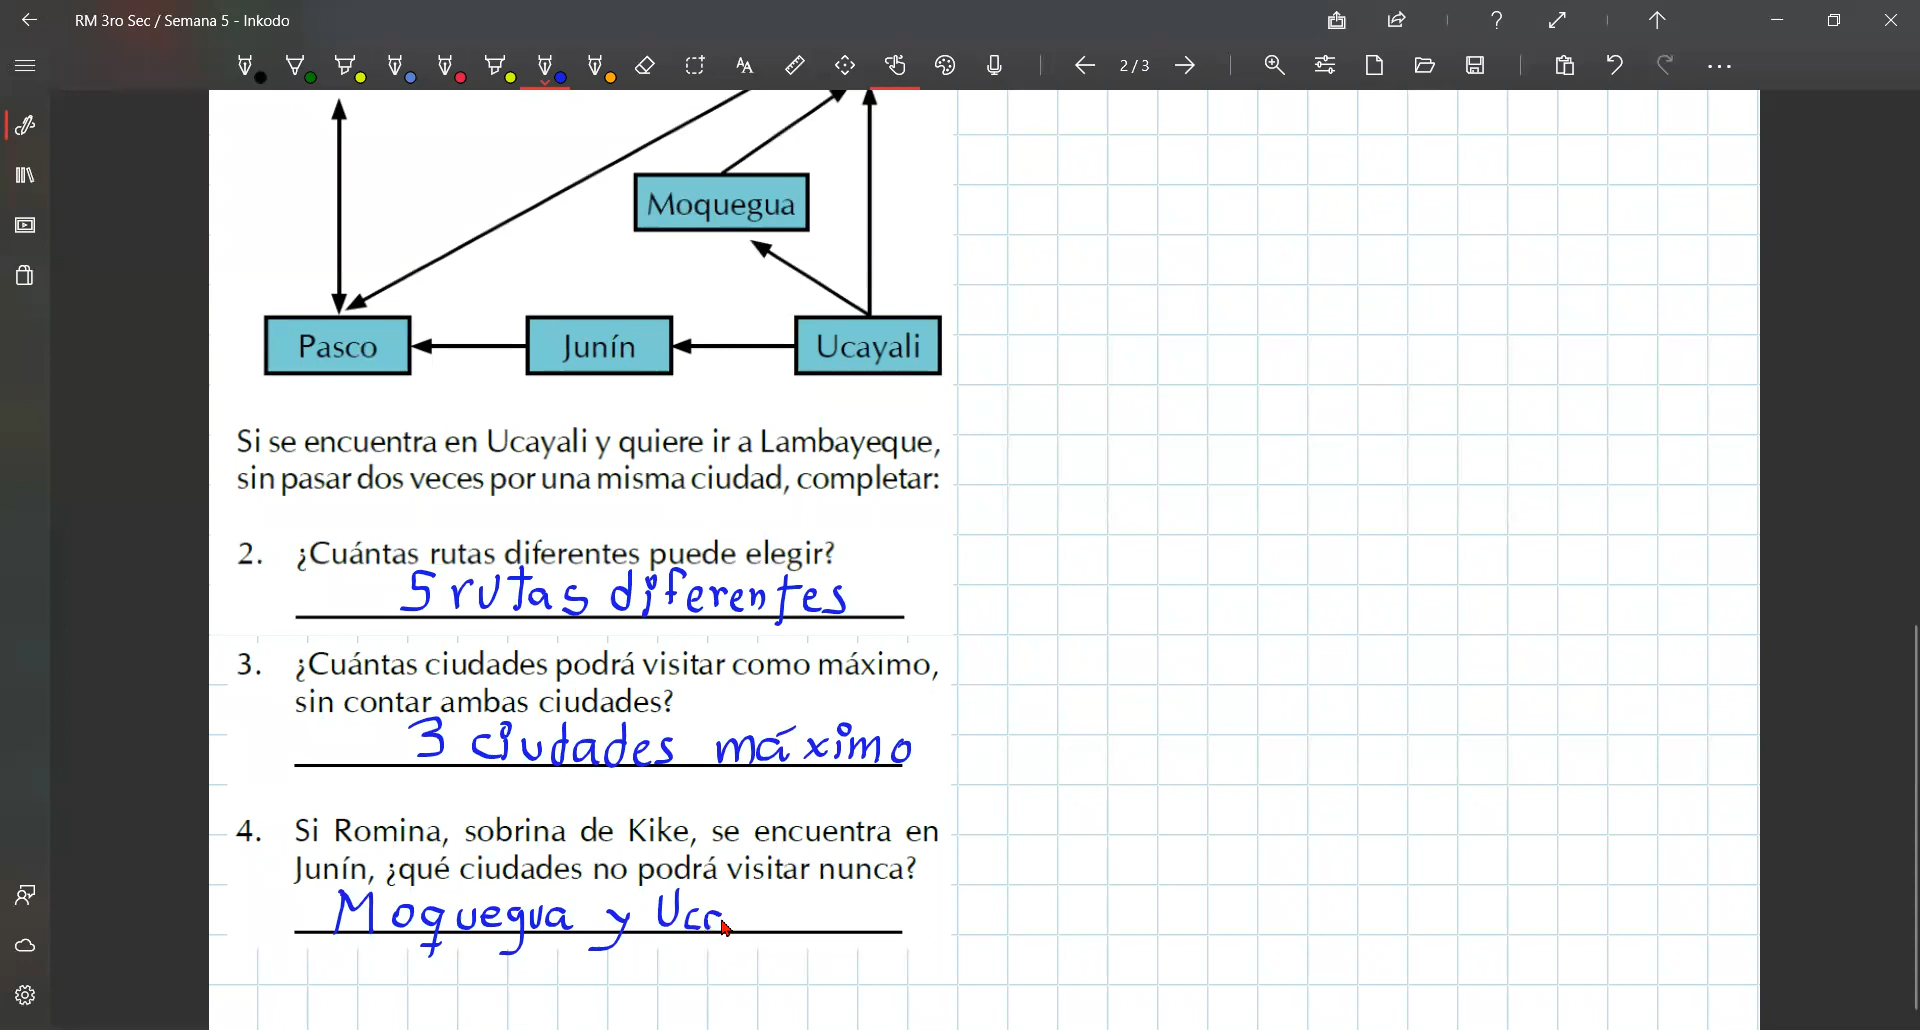 RM 3ro Sec / Semana 5 - Inkodo
2 / 3
Moquegua
Pasco
Junín
Ucayali
Si se encuentra en Ucayali y quiere ir a Lambayeque,
sin pasar dos veces por una misma ciudad, completar:
2. ¿Cuántas rutas diferentes puede elegir?
5 rutas diferentes
3. ¿Cuántas ciudades podrá visitar como máximo,
sin contar ambas ciudades?
3 ciudades máximo
4. Si Romina, sobrina de Kike, se encuentra en
Junín, ¿qué ciudades no podrá visitar nunca?
Moquegua y